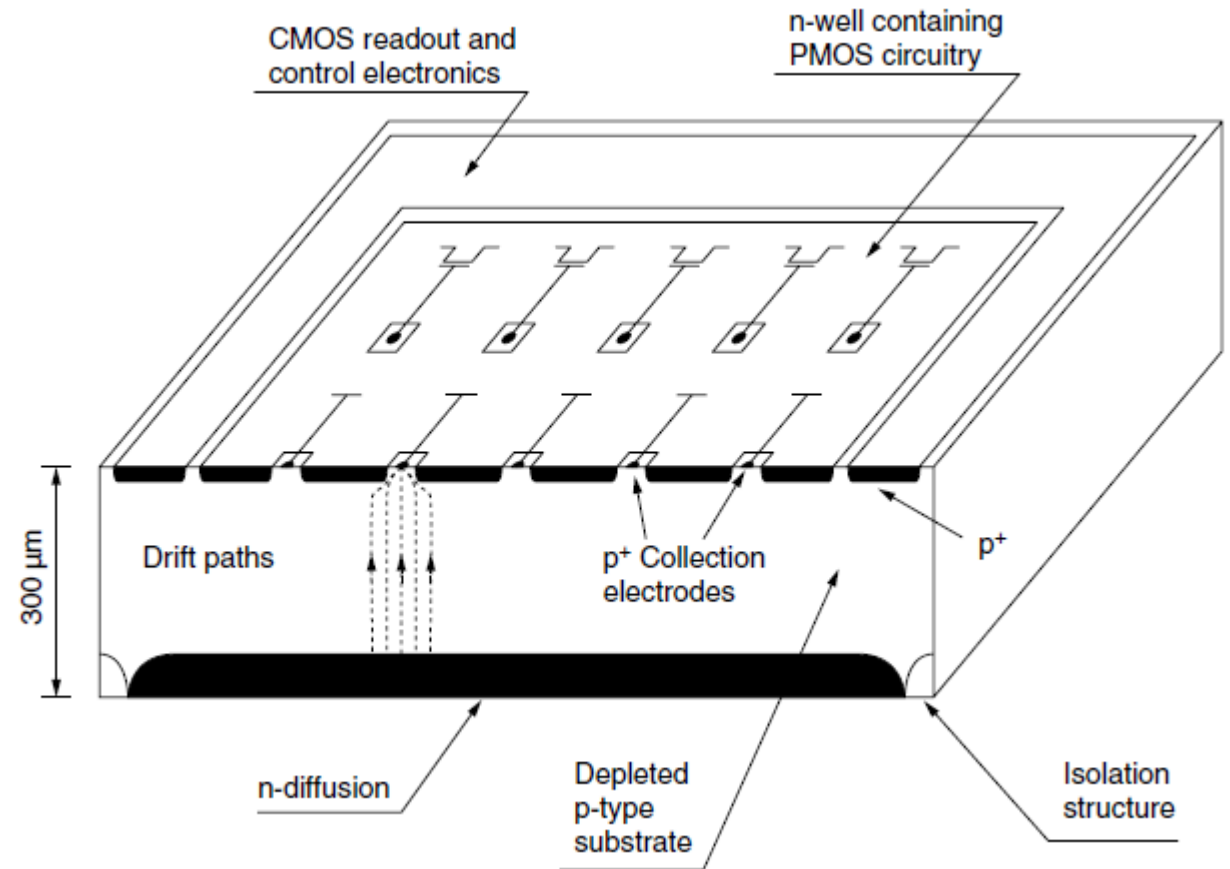 CMOS readout and
control electronics
n-well containing
PMOS circuitry
300 µm
Drift paths
p+ Collection
electrodes
p+
n-diffusion
Depleted
p-type
substrate
Isolation
structure